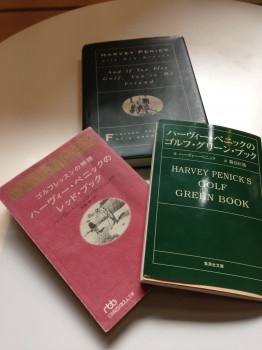 HARVEY PENICK
And If You Play
Golf, You're My
Friend
ハーヴィー・ペニックの
ゴルフ・グリーン・ブック
HARVEY PENICK'S
GOLF
GREEN BOOK
集英社文庫
ゴルフレッスンの神様
ハーヴィー・ペニックの
レッド・ブック